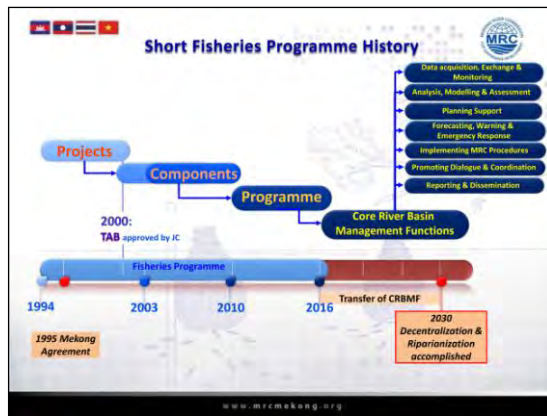 Short Fisheries Programme History
MRC
Data acquisition, Exchange &
Monitoring
Analysis, Modelling & Assessment
Planning Support
Forecasting, Warning &
Emergency Response
Implementing MRC Procedures
Promoting Dialogue & Coordination
Reporting & Dissemination
Projects
Components
Programme
Core River Basin
Management Functions
2000:
TAB approved by JC
Fisheries Programme
1994
2003
2010
2016
Transfer of CRBMF
1995 Mekong
Agreement
2030
Decentralization &
Riparionization
accomplished
www.mrcmekong.org